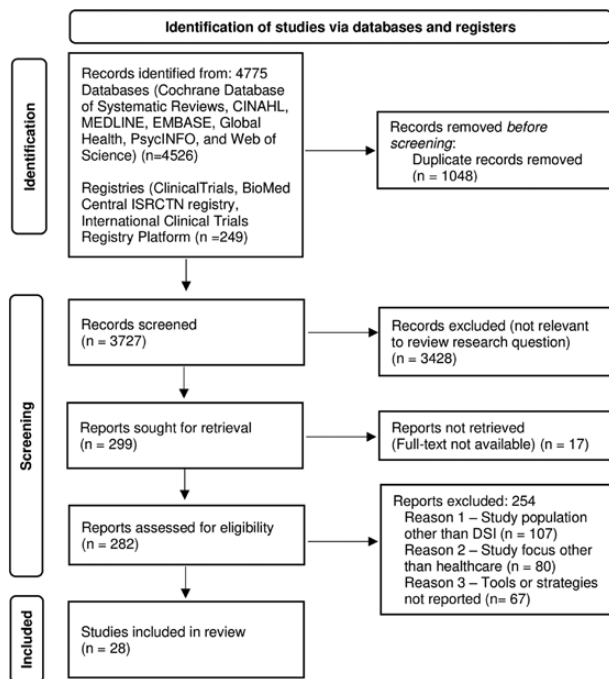 Identification of studies via databases and registers
Identification
Records identified from: 4775
Databases (Cochrane Database
of Systematic Reviews, CINAHL,
MEDLINE, EMBASE, Global
Health, PsycINFO, and Web of
Science) (n=4526)
Registries (ClinicalTrials, BioMed
Central ISRCTN registry,
International Clinical Trials
Registry Platform (n =249)
Records removed before
screening:
Duplicate records removed
(n = 1048)
Screening
Records screened
(n = 3727)
Records excluded (not relevant
to review research question)
(n = 3428)
Reports sought for retrieval
(n = 299)
Reports not retrieved
(Full-text not available) (n = 17)
Reports assessed for eligibility
(n = 282)
Reports excluded: 254
Reason 1 – Study population
other than DSI (n = 107)
Reason 2 – Study focus other
than healthcare (n = 80)
Reason 3 – Tools or strategies
not reported (n= 67)
Included
Studies included in review
(n = 28)